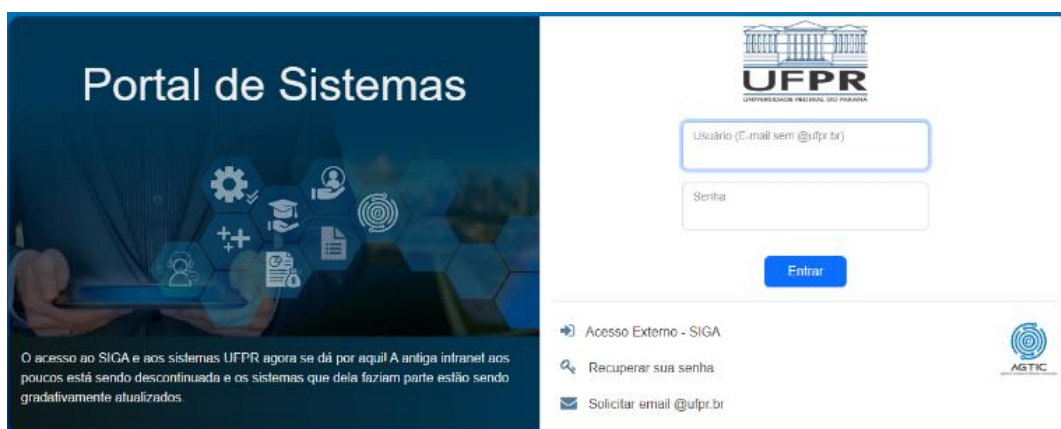 Portal de Sistemas
O acesso ao SIGA e aos sistemas UFPR agora se dá por aqui! A antiga intranet aos
poucos está sendo descontinuada e os sistemas que dela faziam parte estão sendo
gradativamente atualizados.
UFPR
UNIVERSIDADE FEDERAL DO PARANÁ
Usuário (E-mail sem @ufpr.br)
Senha
Entrar
Acesso Externo - SIGA
Recuperar sua senha
Solicitar email @ufpr.br
AGTIC